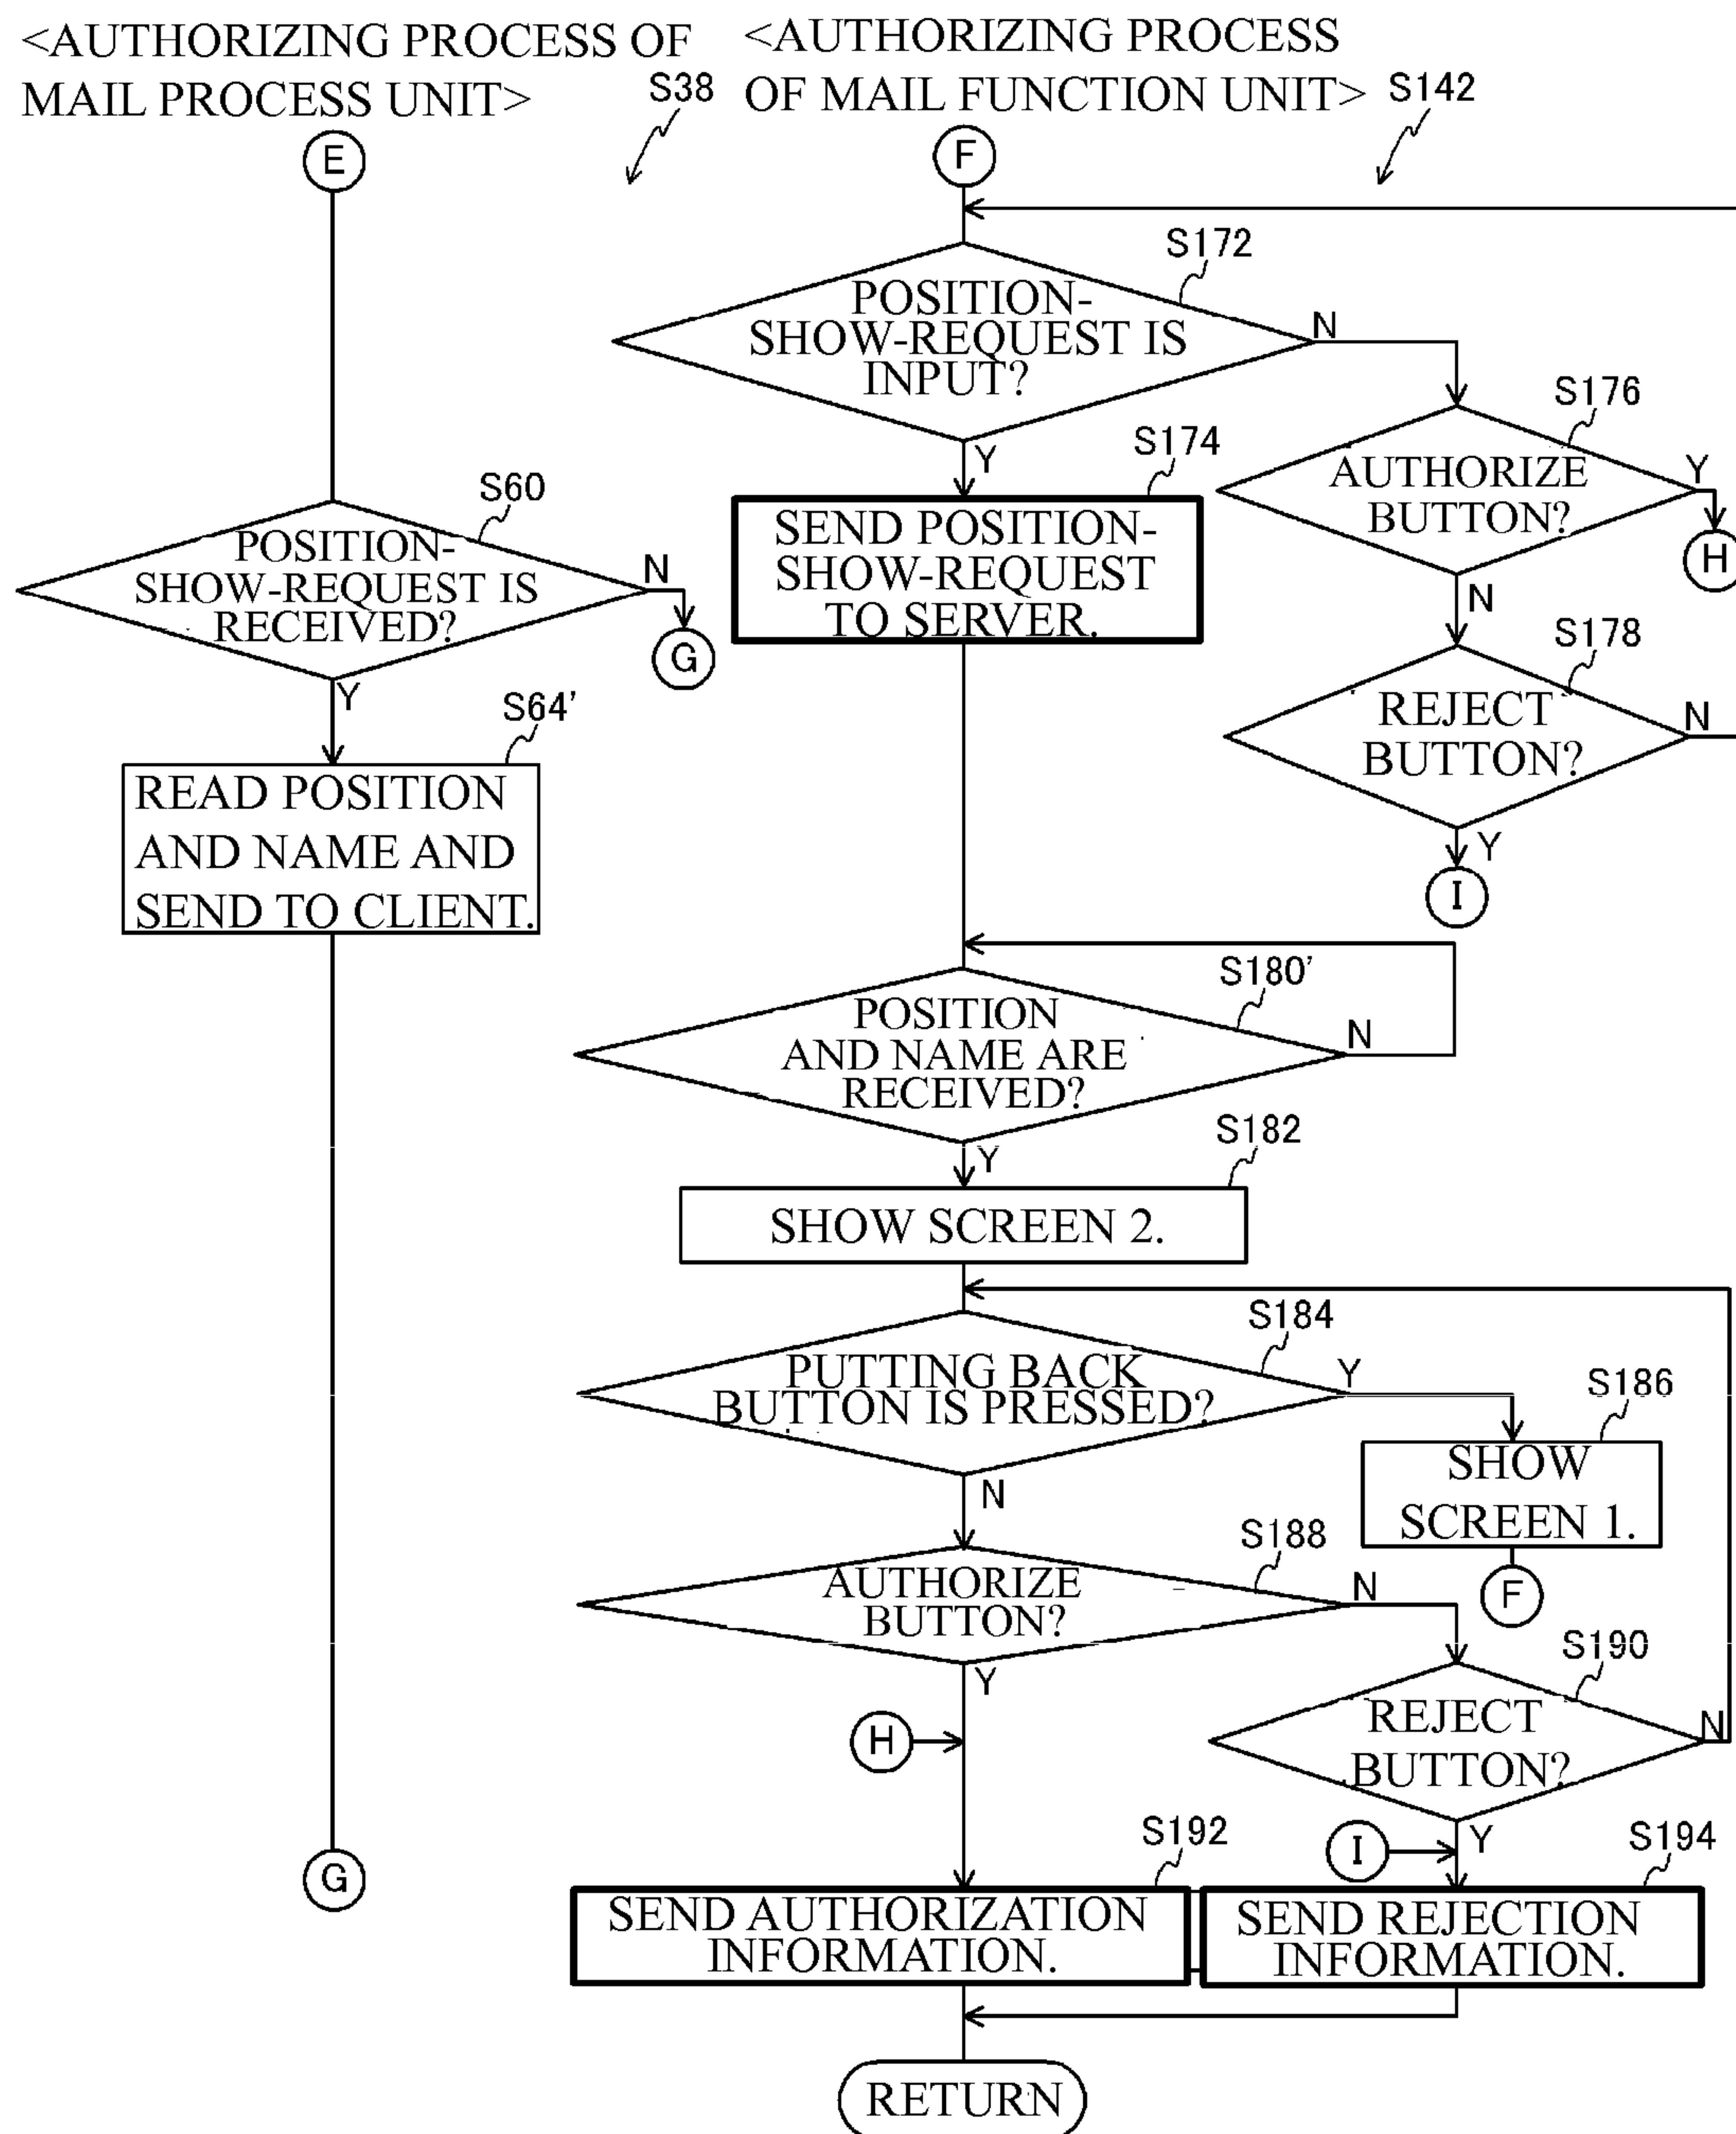 <AUTHORIZING PROCESS OF
MAIL PROCESS UNIT>
S38
E
S60
POSITION-
SHOW-REQUEST IS
RECEIVED?
N
G
Y
S64'
READ POSITION
AND NAME AND
SEND TO CLIENT.
G
<AUTHORIZING PROCESS
OF MAIL FUNCTION UNIT>
S142
F
S172
POSITION-
SHOW-REQUEST IS
INPUT?
N
Y
S174
SEND POSITION-
SHOW-REQUEST
TO SERVER.
S176
AUTHORIZE
BUTTON?
Y
H
N
S178
REJECT
BUTTON?
N
Y
I
S180'
POSITION
AND NAME ARE
RECEIVED?
N
Y
S182
SHOW SCREEN 2.
S184
PUTTING BACK
BUTTON IS PRESSED?
Y
S186
SHOW
SCREEN 1.
F
N
S188
AUTHORIZE
BUTTON?
N
Y
S190
REJECT
BUTTON?
N
H
Y
I
S192
SEND AUTHORIZATION
INFORMATION.
S194
SEND REJECTION
INFORMATION.
RETURN